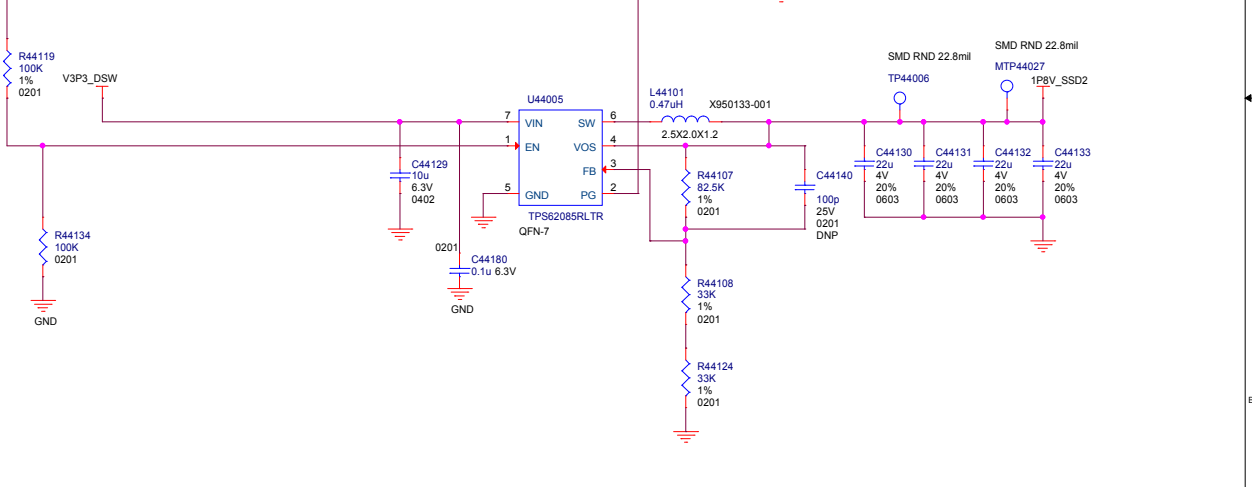 SMD RND 22.8mil
SMD RND 22.8mil
R44119
100K
1%
0201
V3P3_DSW
TP44006
MTP44027
1P8V_SSD2
U44005
L44101
0.47uH
X950133-001
2.5X2.0X1.2
7
VIN
SW
6
1
EN
VOS
4
FB
3
5
GND
PG
2
TPS62085RLTR
QFN-7
C44129
10u
6.3V
0402
R44107
82.5K
1%
0201
C44140
100p
25V
0201
DNP
C44130
22u
4V
20%
0603
C44131
22u
4V
20%
0603
C44132
22u
4V
20%
0603
C44133
22u
4V
20%
0603
R44134
100K
0201
GND
0201
C44180
0.1u 6.3V
GND
R44108
33K
1%
0201
R44124
33K
1%
0201